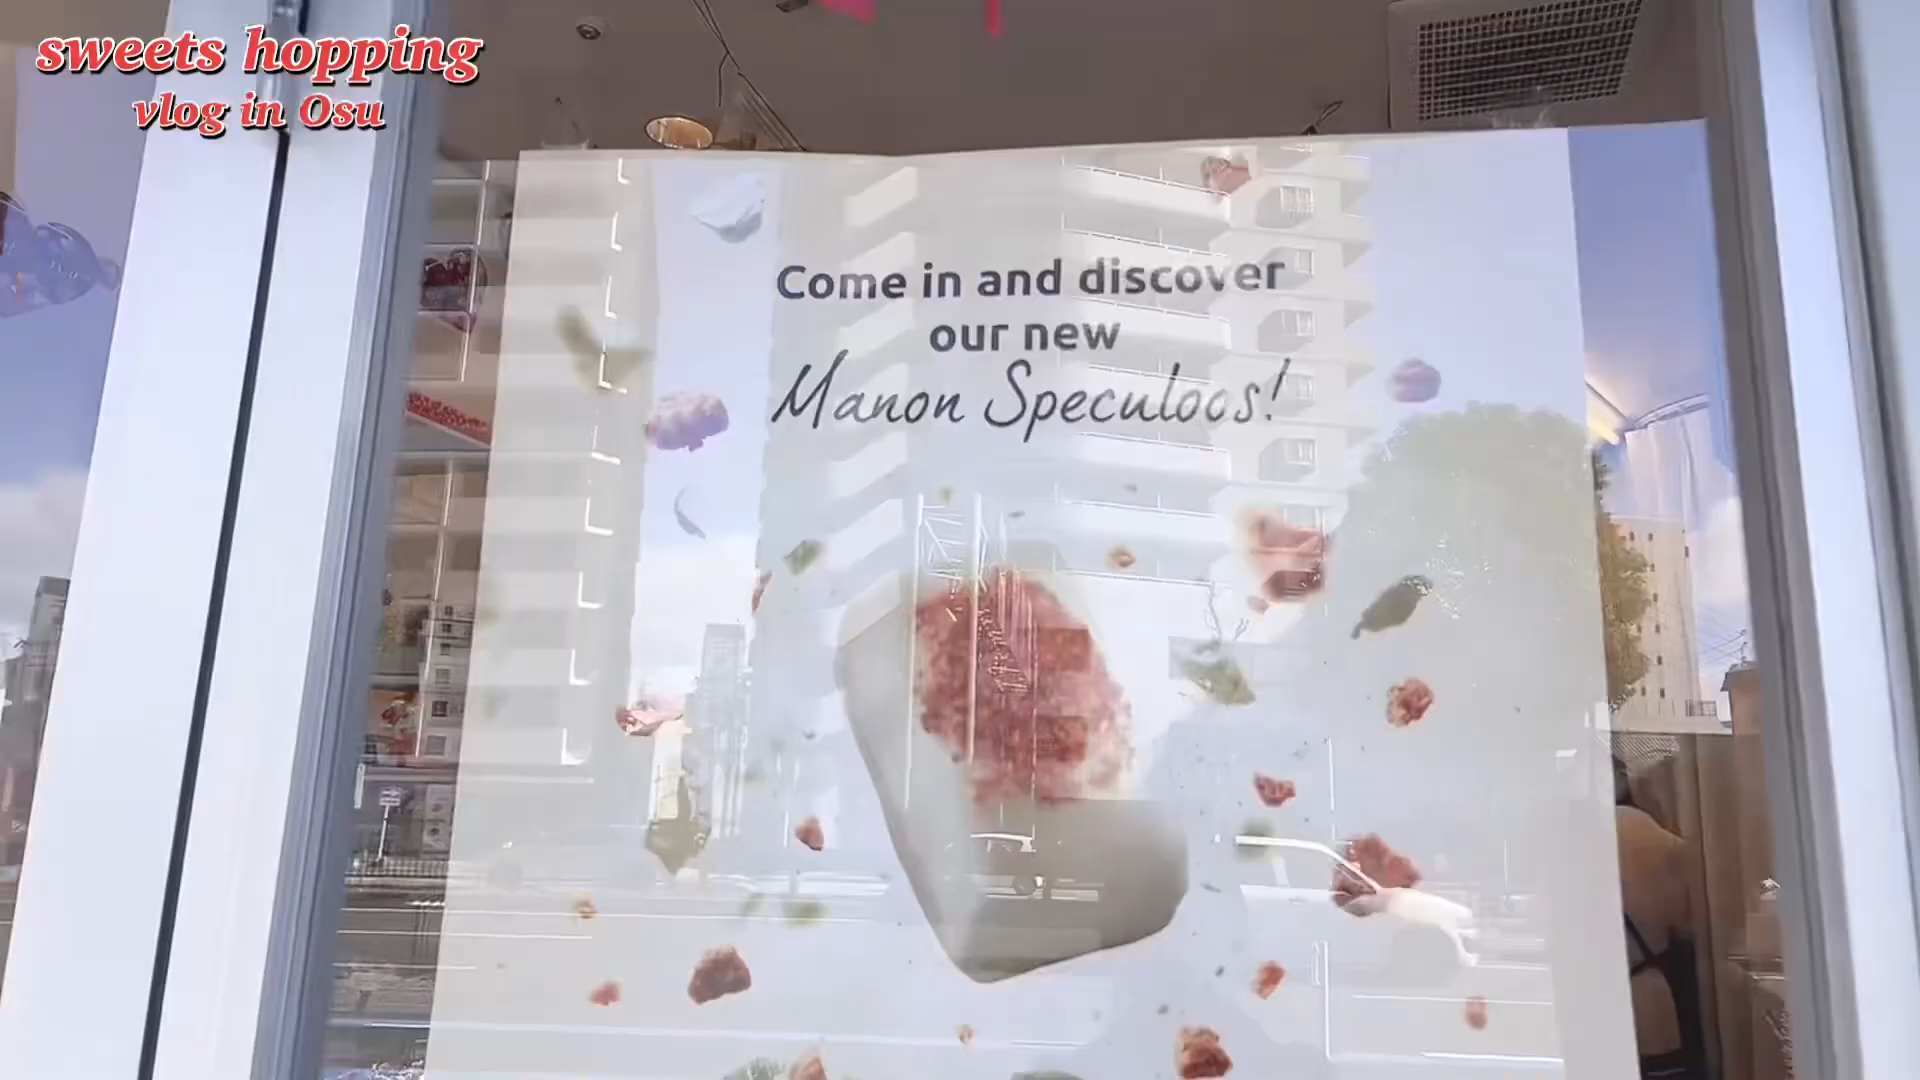 sweets hopping
vlog in Osu
Come in and discover
our new
Manon Speculoos!